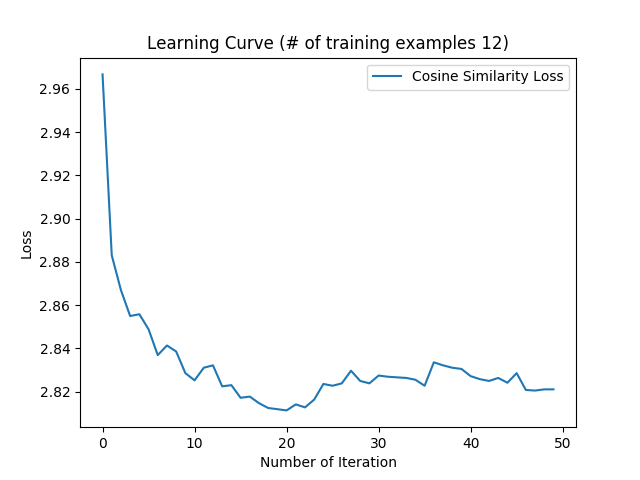 Learning Curve (# of training examples 12)
Cosine Similarity Loss
2.96
2.94
2.92
2.90
2.88
2.86
2.84
2.82
Loss
0 10 20 30 40 50
Number of Iteration